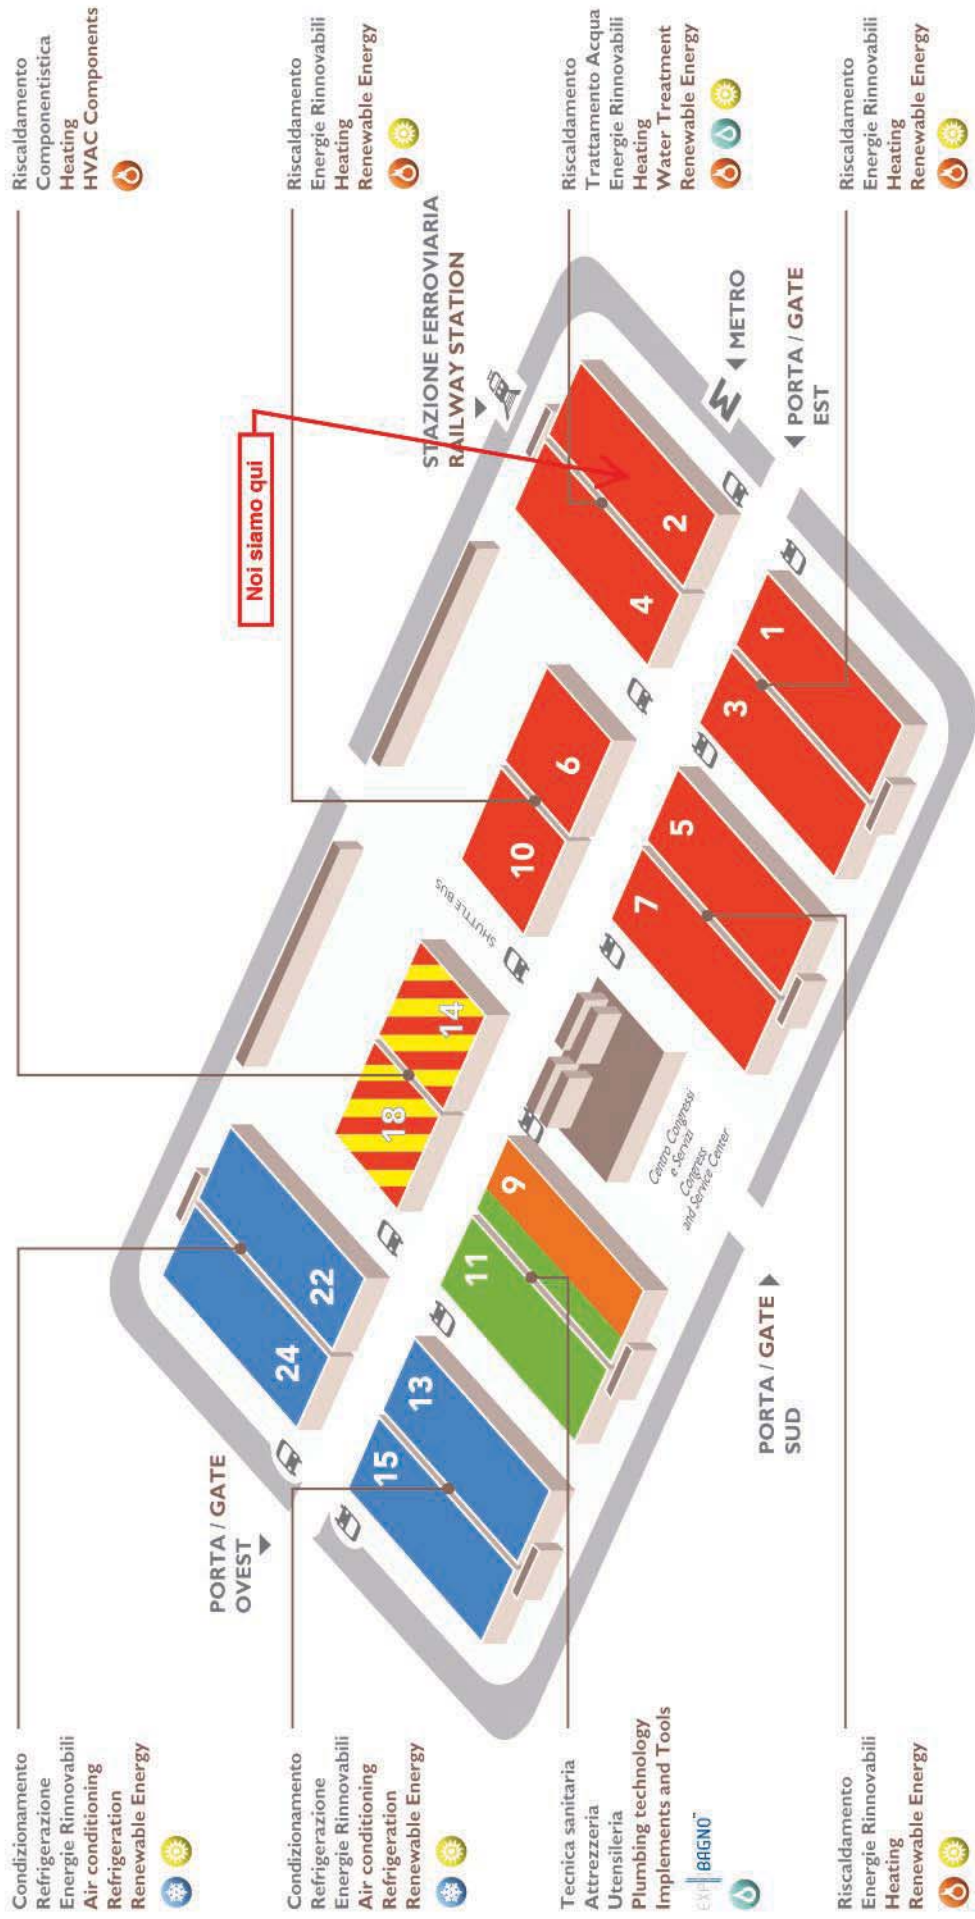 Condizionamento
Refrigerazione
Energie Rinnovabili
Air conditioning
Refrigeration
Renewable Energy
Condizionamento
Refrigerazione
Energie Rinnovabili
Air conditioning
Refrigeration
Renewable Energy
Tecnica sanitaria
Attrezzeria
Utensileria
Plumbing technology
Implements and Tools
EXPO BAGNO™
Riscaldamento
Energie Rinnovabili
Heating
Renewable Energy
PORTA / GATE
OVEST
24
22
15
13
18
14
11
9
SHUTTLE BUS
10
6
Centro Congressi
e Servizi
Congress
and Service Center
7
5
PORTA / GATE
SUD
Noi siamo qui
STAZIONE FERROVIARIA
RAILWAY STATION
4
2
3
1
M
METRO
PORTA / GATE
EST
Riscaldamento
Componentistica
Heating
HVAC Components
Riscaldamento
Energie Rinnovabili
Heating
Renewable Energy
Riscaldamento
Trattamento Acqua
Energie Rinnovabili
Heating
Water Treatment
Renewable Energy
Riscaldamento
Energie Rinnovabili
Heating
Renewable Energy